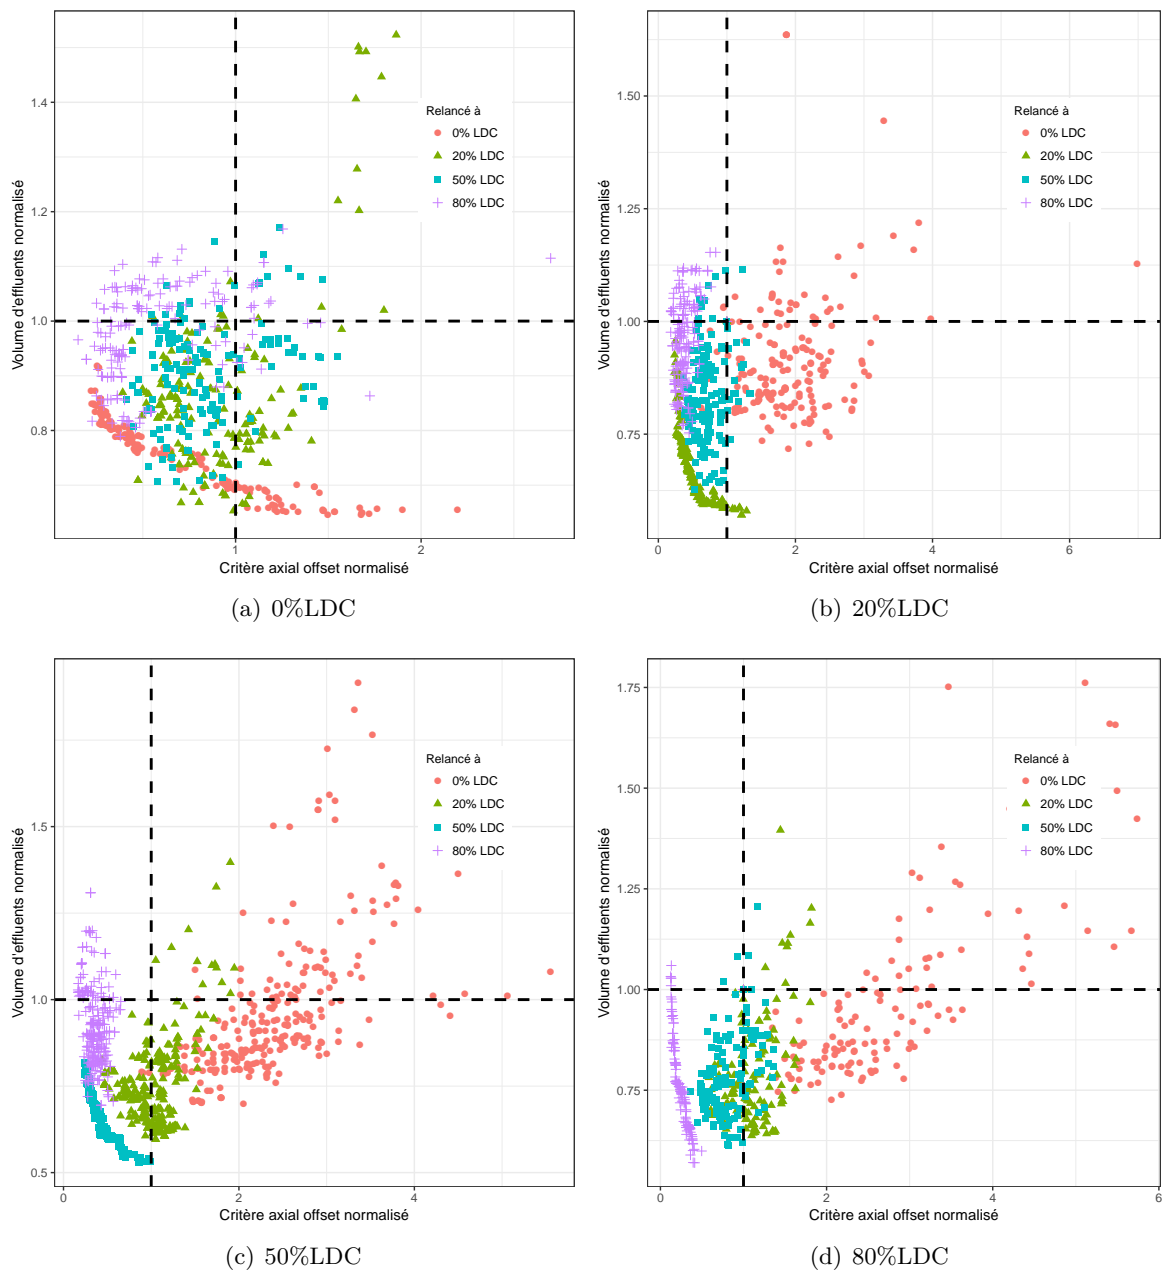 1.4
1.2
1.0
0.8
Volume d'effluents normalisé
Relancé à
0% LDC
20% LDC
50% LDC
80% LDC
1
2
Critère axial offset normalisé
(a) 0%LDC
1.50
1.25
1.00
0.75
Volume d'effluents normalisé
Relancé à
0% LDC
20% LDC
50% LDC
80% LDC
0
2
4
6
Critère axial offset normalisé
(b) 20%LDC
1.5
1.0
0.5
Volume d'effluents normalisé
Relancé à
0% LDC
20% LDC
50% LDC
80% LDC
0
2
4
Critère axial offset normalisé
(c) 50%LDC
1.75
1.50
1.25
1.00
0.75
Volume d'effluents normalisé
Relancé à
0% LDC
20% LDC
50% LDC
80% LDC
0
2
4
6
Critère axial offset normalisé
(d) 80%LDC